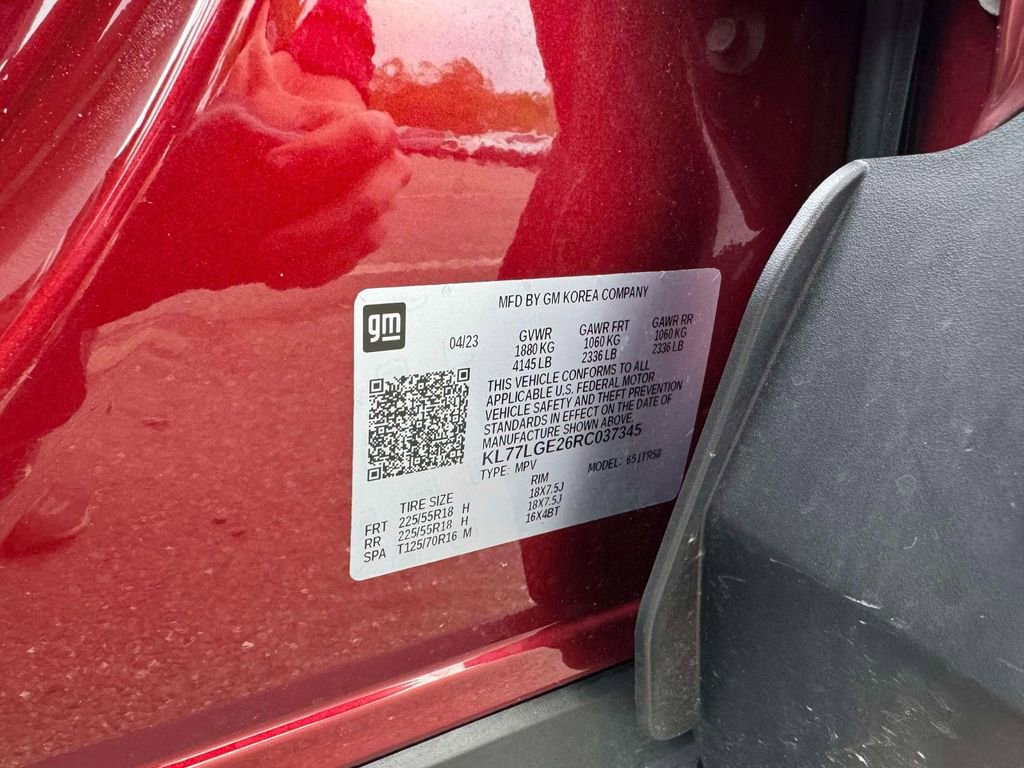 MFD BY GM KOREA COMPANY
gm
04/23
GVWR GAWR FRT GAWR RR
1880 KG 1060 KG 1060 KG
4145 LB 2336 LB 2336 LB
THIS VEHICLE CONFORMS TO ALL
APPLICABLE U.S. FEDERAL MOTOR
VEHICLE SAFETY AND THEFT PREVENTION
STANDARDS IN EFFECT ON THE DATE OF
MANUFACTURE SHOWN ABOVE.
KL77LGE26RC037345
TYPE: MPV MODEL:
TIRE SIZE RIM
FRT 225/55R18 H 18X7.5J
RR 225/55R18 H 18X7.5J
SPA T125/70R16 M 16X4BT